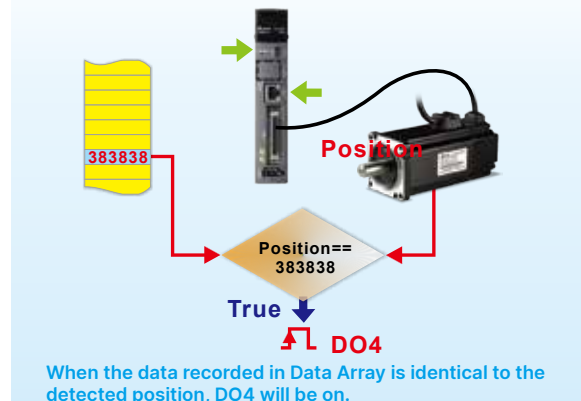 383838
Position
Position==
383838
True
DO4
When the data recorded in Data Array is identical to the
detected position, DO4 will be on.